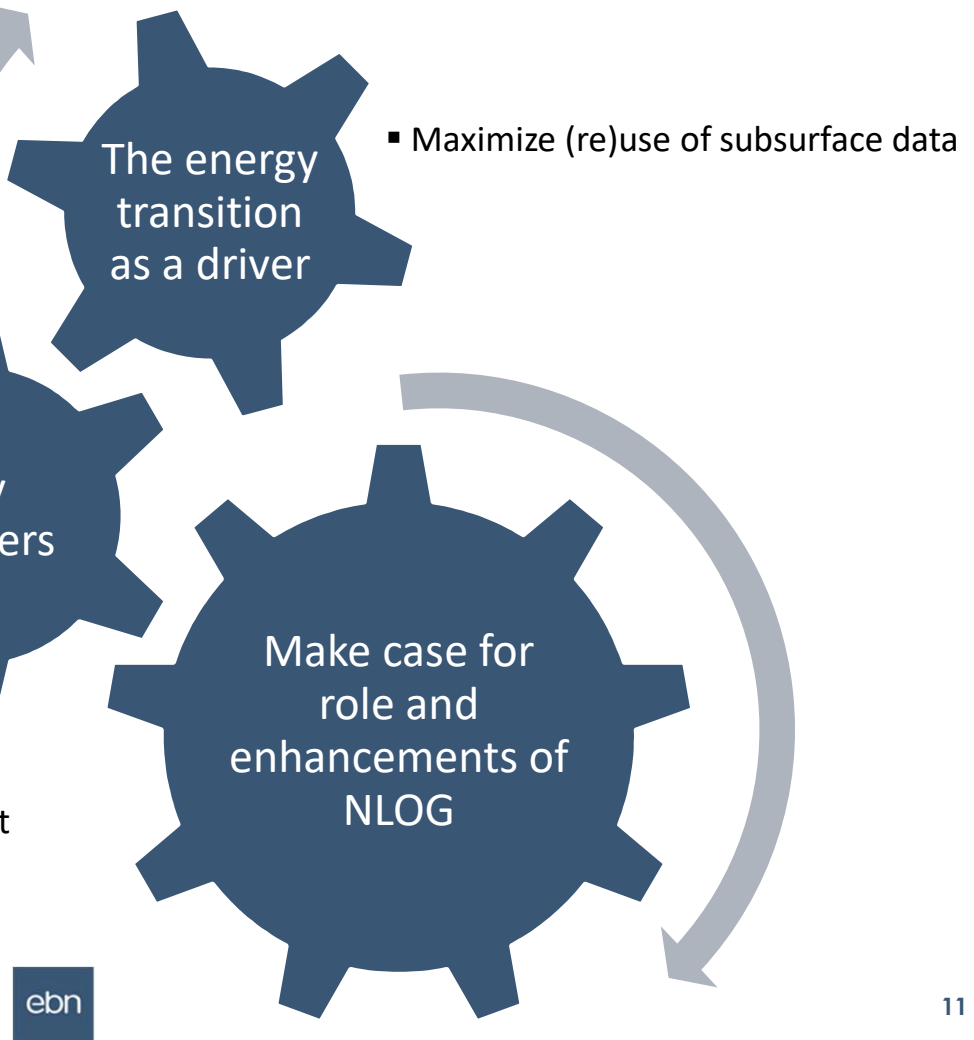 The energy
transition
as a driver
▪ Maximize (re)use of subsurface data
ers
Make case for
role and
enhancements of
NLOG
t
ebn
11